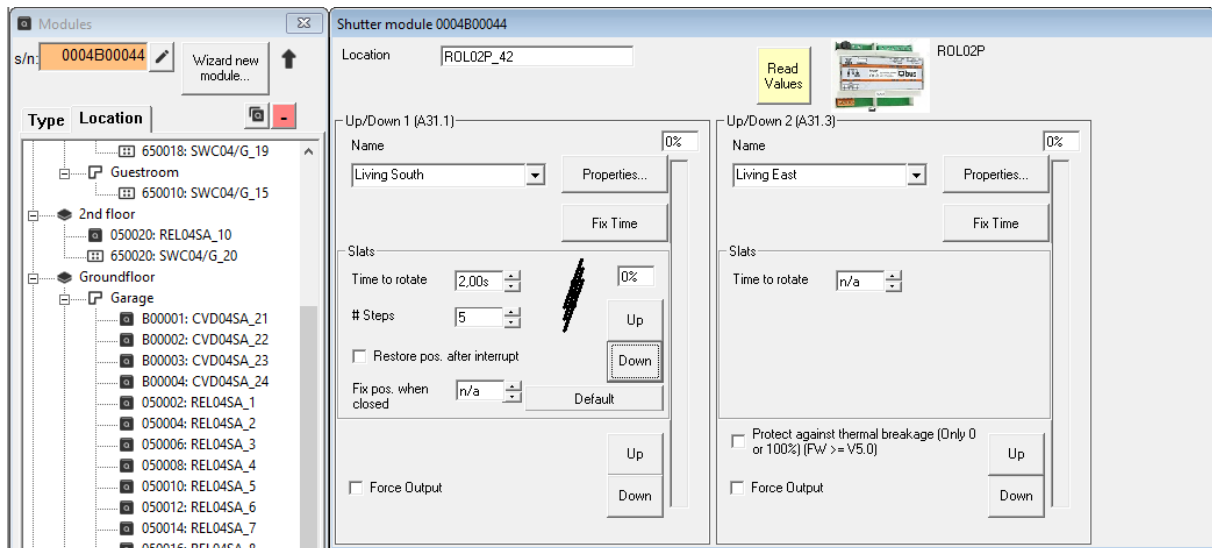 Modules
s/n: 0004B00044
Wizard new
module...
Type Location
-
650018: SWC04/G_19
Guestroom
650010: SWC04/G_15
2nd floor
050020: REL04SA_10
650020: SWC04/G_20
Groundfloor
Garage
B00001: CVD04SA_21
B00002: CVD04SA_22
B00003: CVD04SA_23
B00004: CVD04SA_24
050002: REL04SA_1
050004: REL04SA_2
050006: REL04SA_3
050008: REL04SA_4
050010: REL04SA_5
050012: REL04SA_6
050014: REL04SA_7
050016: REL04SA_8
Shutter module 0004B00044
Location ROL02P_42
Read
Values
Qbus
ROL02P
Up/Down 1 (A31.1)
Name 0%
Living South Properties...
Fix Time
Slats
Time to rotate 2,00s 0%
# Steps 5 Up
Restore pos. after interrupt Down
Fix pos. when
closed n/a Default
Up
Force Output Down
Up/Down 2 (A31.3)
Name 0%
Living East Properties...
Fix Time
Slats
Time to rotate n/a
Protect against thermal breakage (Only 0
or 100%) (FW >= V5.0) Up
Force Output Down